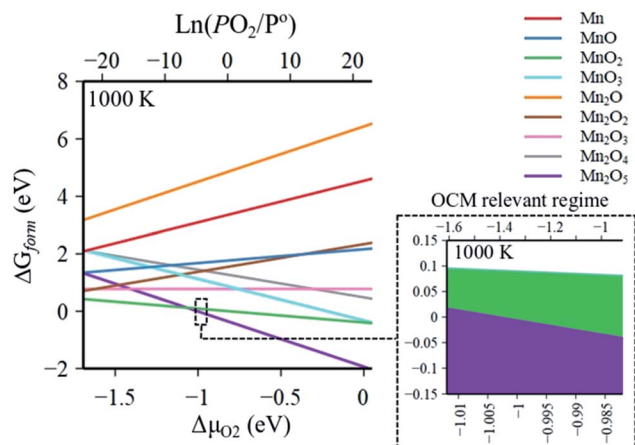 Ln(PO2/Pº)
−20 −10 0 10 20
8
6
4
2
0
−2
1000 K
ΔGform (eV)
−1.5 −1 −0.5 0
ΔμO2 (eV)
Mn
MnO
MnO2
MnO3
Mn2O
Mn2O2
Mn2O3
Mn2O4
Mn2O5
OCM relevant regime
−1.6 −1.4 −1.2 −1
0.15
0.1
0.05
0
−0.05
−0.1
−0.15
1000 K
−1.01 −1.005 −1 −0.995 −0.99 −0.985